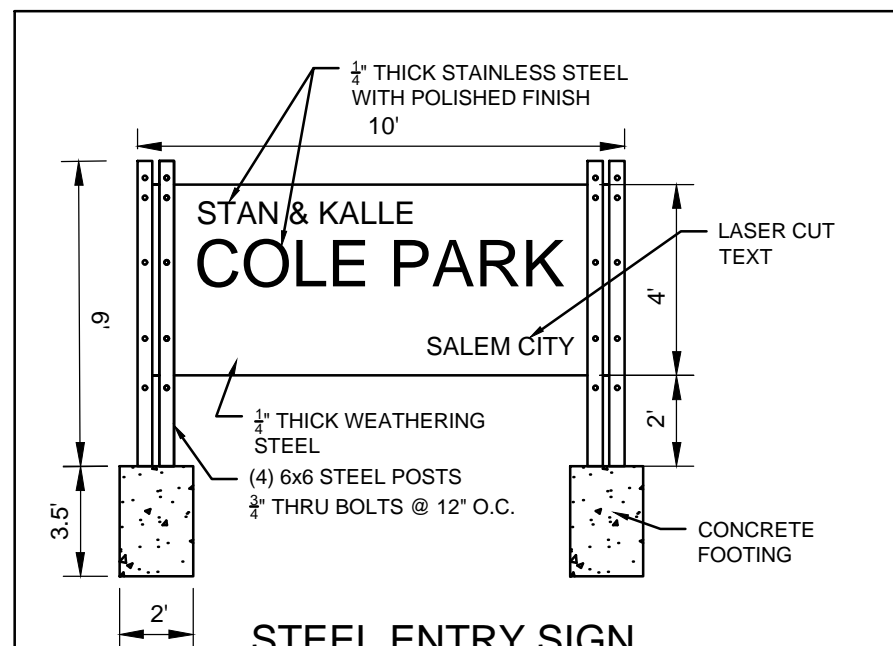 1/4" THICK STAINLESS STEEL
WITH POLISHED FINISH
10'
STAN & KALLE
COLE PARK
LASER CUT
TEXT
6'
4'
SALEM CITY
2'
1/4" THICK WEATHERING
STEEL
(4) 6x6 STEEL POSTS
3/4" THRU BOLTS @ 12" O.C.
3.5'
CONCRETE
FOOTING
2'
STEEL ENTRY SIGN